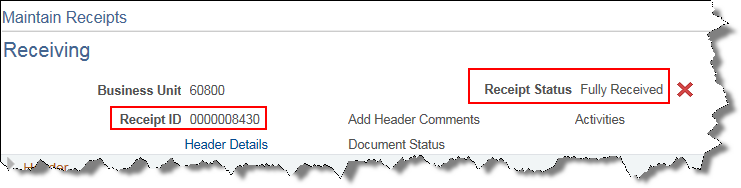 Maintain Receipts
Receiving
Business Unit 60800 Receipt Status Fully Received
Receipt ID 0000008430 Add Header Comments Activities
Header Details Document Status
Header